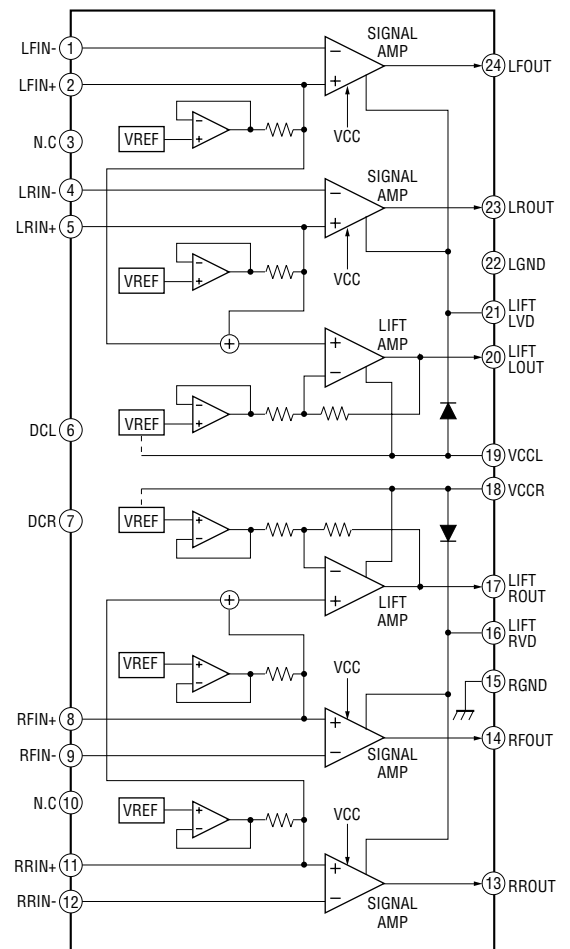 SIGNAL
AMP
LFIN- 1
24 LFOUT
LFIN+ 2
VREF
VCC
N.C 3
SIGNAL
AMP
LRIN- 4
23 LROUT
LRIN+ 5
22 LGND
VREF
VCC
21 LIFT
LVD
LIFT
AMP
20 LIFT
LOUT
VREF
DCL 6
19 VCCL
18 VCCR
DCR 7
VREF
17 LIFT
ROUT
LIFT
AMP
16 LIFT
RVD
VREF
VCC
15 RGND
RFIN+ 8
14 RFOUT
RFIN- 9
SIGNAL
AMP
N.C 10
VREF
VCC
RRIN+ 11
13 RROUT
RRIN- 12
SIGNAL
AMP